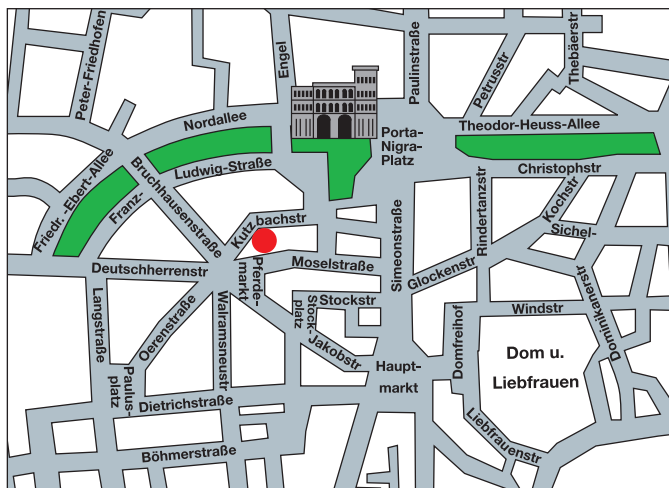 Peter-Friedhofen
Engel
Paulinstraße
Petrusstr
Thebäerstr
Nordallee
Theodor-Heuss-Allee
Porta-
Nigra-
Platz
Friedr. -Ebert-Allee
Bruchhausenstraße
Franz-
Ludwig-Straße
Christophstr
Kochstr
Rindertanzstr
Sichel-
Kutz
bachstr
Simeonstraße
Deutschherrenstr
Pferde-
markt
Moselstraße
Glockenstr
Dominikanerstr
Langstraße
Oerenstraße
Walramsneustr
Stockstr
Stock-
platz
Jakobstr
Windstr
Domfreihof
Haupt-
markt
Dom u.
Liebfrauen
Paulus-
platz
Dietrichstraße
Liebfrauenstr
Böhmerstraße